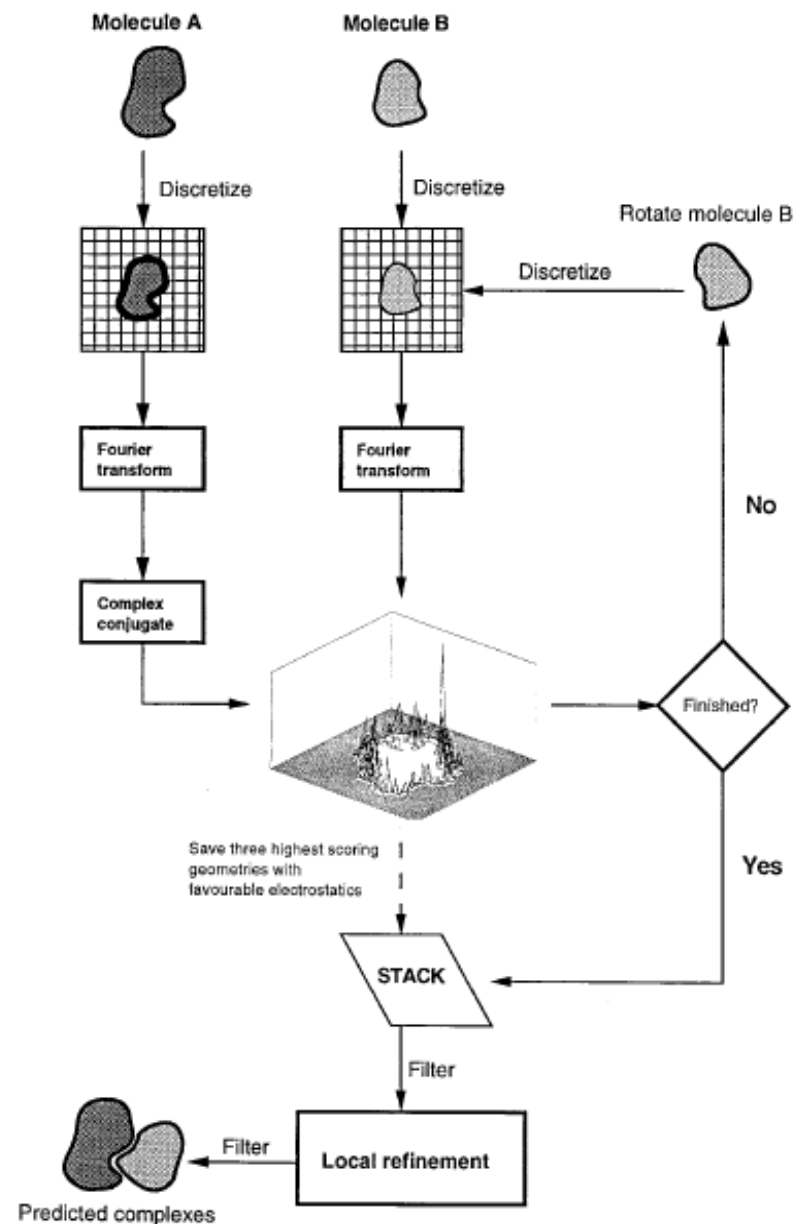 Molecule A
Molecule B
Discretize
Discretize
Rotate molecule B
Discretize
Fourier
transform
Fourier
transform
No
Complex
conjugate
Finished?
Save three highest scoring
geometries with
favourable electrostatics
Yes
STACK
Filter
Local refinement
Filter
Predicted complexes